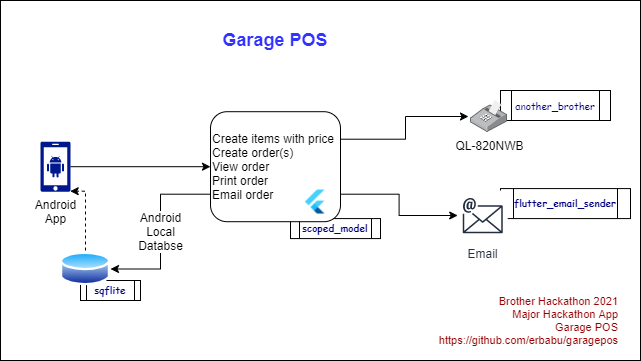 Garage POS
another_brother
QL-820NWB
Create items with price
Create order(s)
View order
Print order
Email order
scoped_model
Android
App
Android
Local
Databse
sqflite
@
flutter_email_sender
Email
Brother Hackathon 2021
Major Hackathon App
Garage POS
https://github.com/erbabu/garagepos